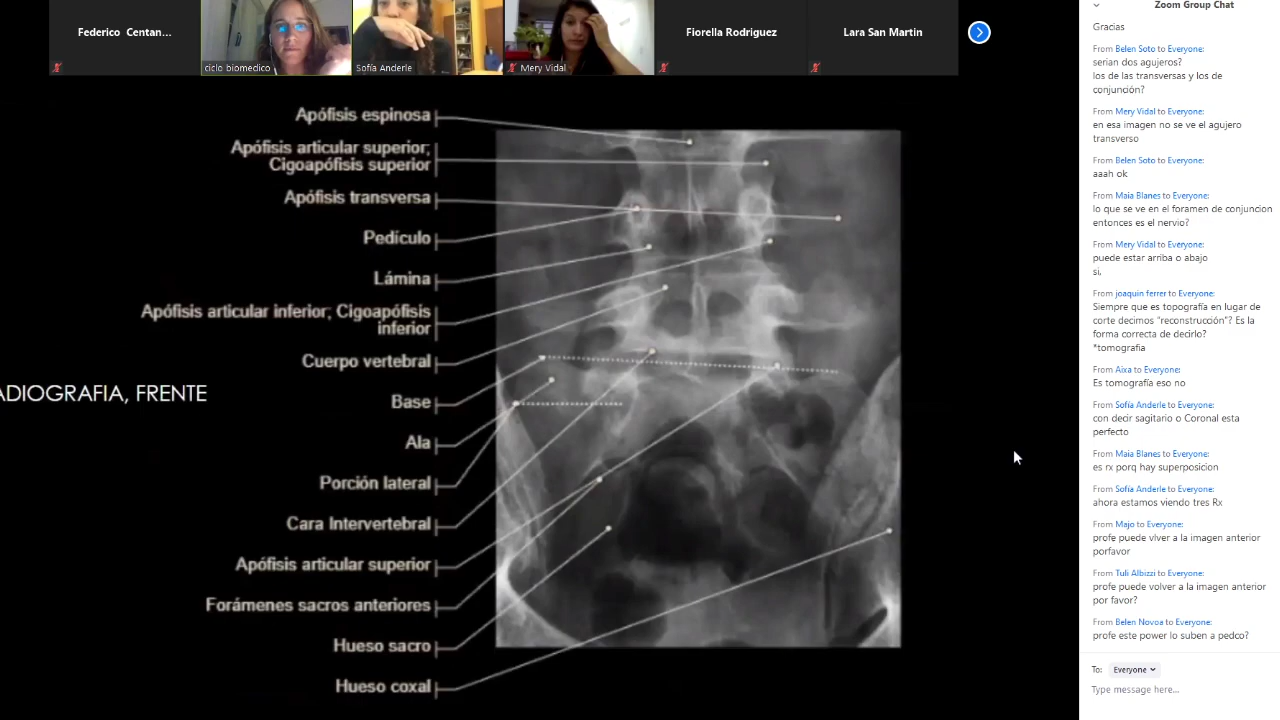 Federico Centan...
ciclo biomedico
Sofía Anderle
Mery Vidal
Fiorella Rodriguez
Lara San Martin
Apófisis espinosa
Apófisis articular superior;
Cigoapófisis superior
Apófisis transversa
Pedículo
Lámina
Apófisis articular inferior; Cigoapófisis
inferior
Cuerpo vertebral
Base
Ala
Porción lateral
Cara Intervertebral
Apófisis articular superior
Forámenes sacros anteriores
Hueso sacro
Hueso coxal
ADIOGRAFIA, FRENTE
Zoom Group Chat
Gracias
From Belen Soto to Everyone:
serian dos agujeros?
los de las transversas y los de
conjunción?
From Mery Vidal to Everyone:
en esa imagen no se ve el agujero
transverso
From Belen Soto to Everyone:
aaah ok
From Maia Blanes to Everyone:
lo que se ve en el foramen de conjuncion
entonces es el nervio?
From Mery Vidal to Everyone:
puede estar arriba o abajo
si,
From joaquin ferrer to Everyone:
Siempre que es topografía en lugar de
corte decimos "reconstrucción"? Es la
forma correcta de decirlo?
*tomografia
From Aixa to Everyone:
Es tomografía eso no
From Sofía Anderle to Everyone:
con decir sagitario o Coronal esta
perfecto
From Maia Blanes to Everyone:
es rx porq hay superposicion
From Sofía Anderle to Everyone:
ahora estamos viendo tres Rx
From Majo to Everyone:
profe puede vlver a la imagen anterior
porfavor
From Tuli Albizzi to Everyone:
profe puede volver a la imagen anterior
por favor?
From Belen Novoa to Everyone:
profe este power lo suben a pedco?
To: Everyone
Type message here...